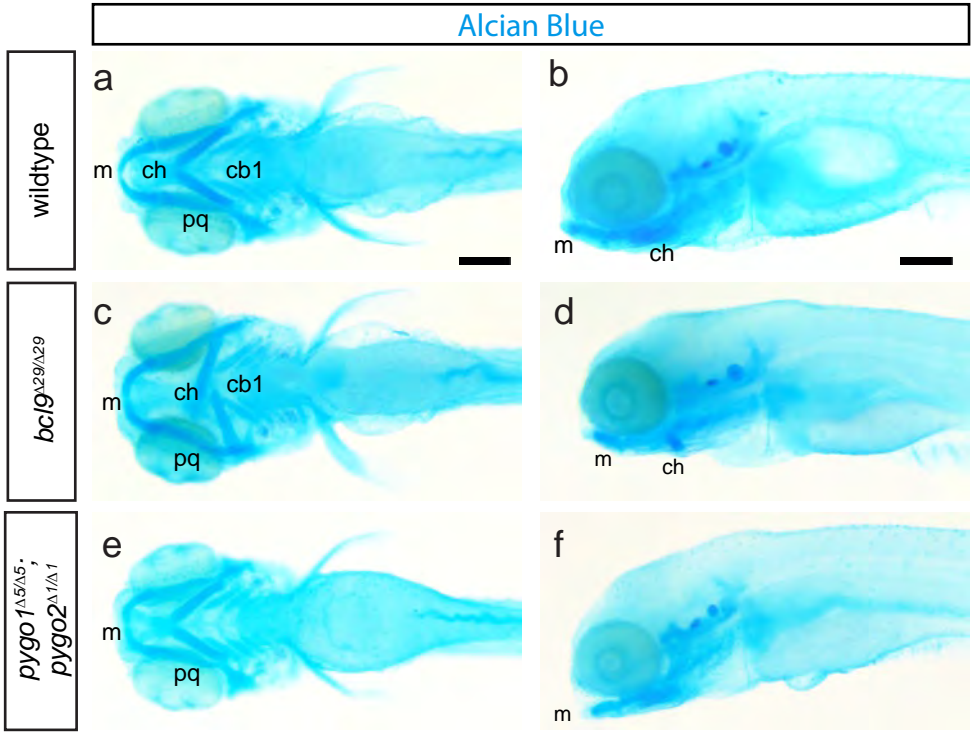 Alcian Blue
wildtype
a
m
ch
cb1
pq
b
m
ch
bcl9Δ29/Δ29
c
m
ch
cb1
pq
d
m
ch
pygo1Δ5/Δ5;
pygo2Δ1/Δ1
e
m
pq
f
m